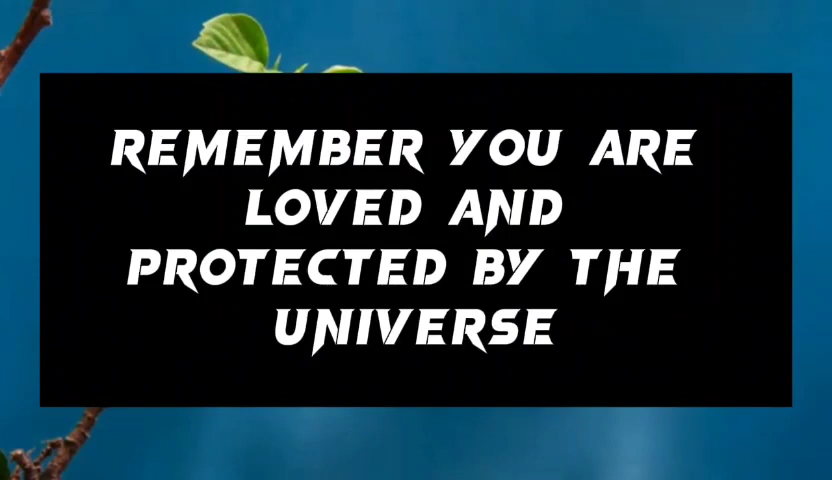 REMEMBER YOU ARE
LOVED AND
PROTECTED BY THE
UNIVERSE